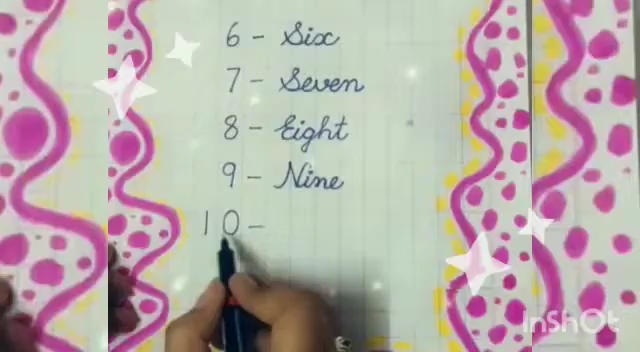 6 - Six
7 - Seven
8 - Eight
9 - Nine
10 -
InShOt